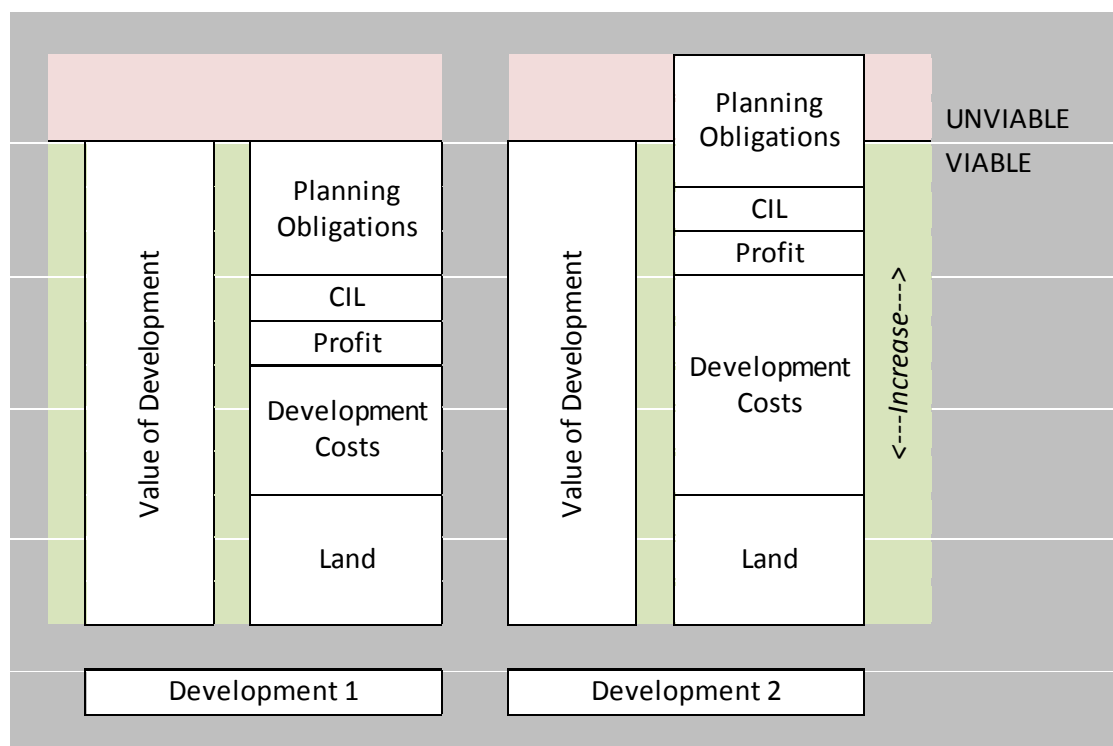 Value of Development
Planning
Obligations
CIL
Profit
Development
Costs
Land
Development 1
Value of Development
Planning
Obligations
CIL
Profit
Development
Costs
Land
Development 2
UNVIABLE
VIABLE
<---Increase--->